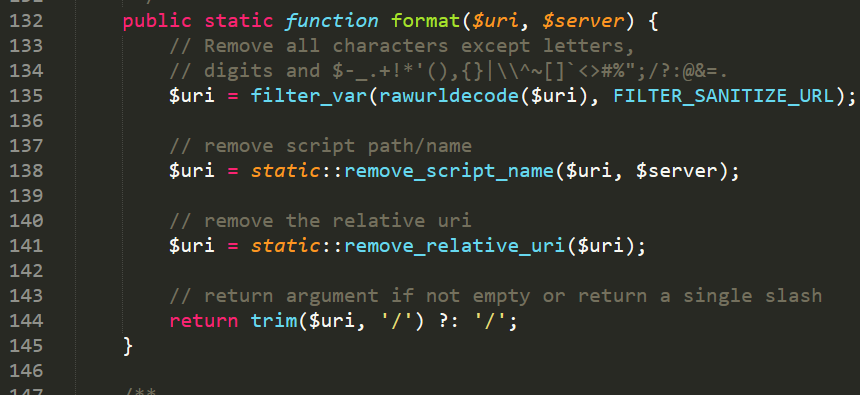 132 public static function format($uri, $server) {
133 // Remove all characters except letters,
134 // digits and $-_.+!*'(),{}|\\^~[]`<>#%";/?:@&=.
135 $uri = filter_var(rawurldecode($uri), FILTER_SANITIZE_URL);
136
137 // remove script path/name
138 $uri = static::remove_script_name($uri, $server);
139
140 // remove the relative uri
141 $uri = static::remove_relative_uri($uri);
142
143 // return argument if not empty or return a single slash
144 return trim($uri, '/') ?: '/';
145 }
146
147 /**